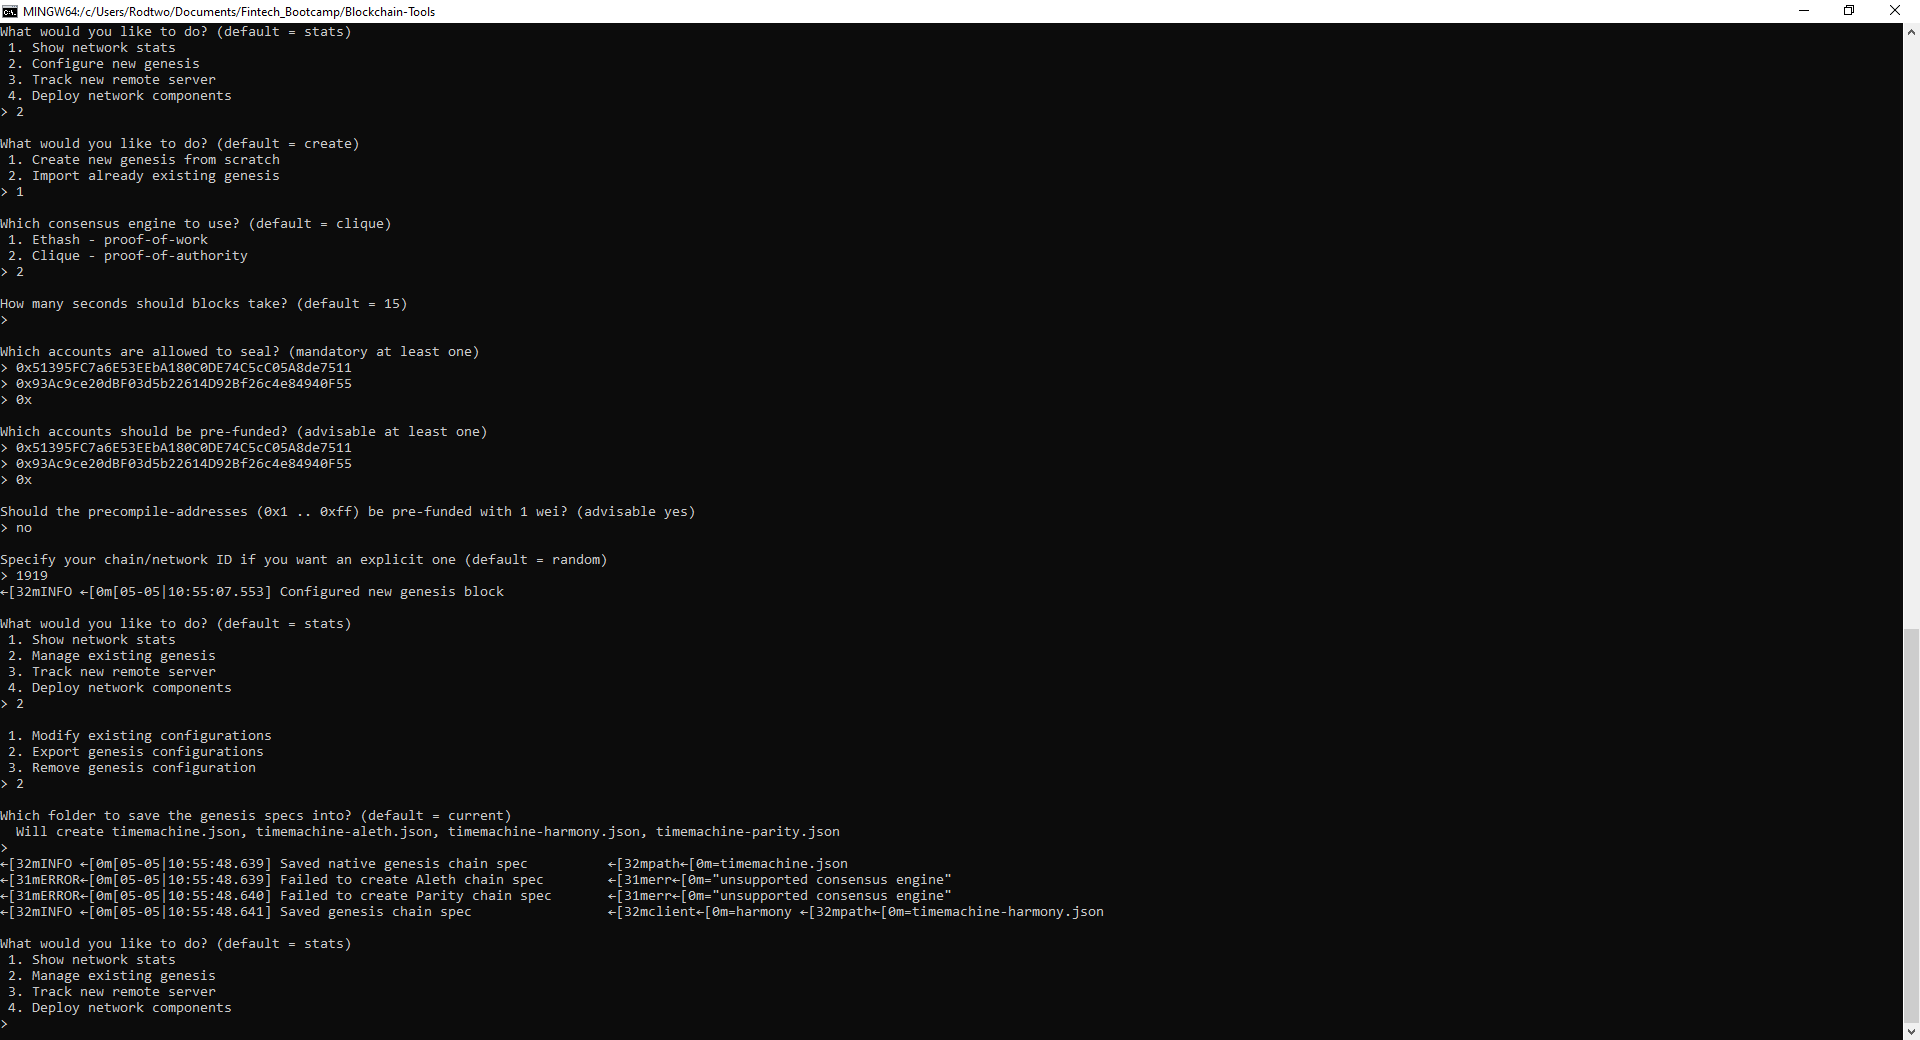 MINGW64:/c/Users/Rodtwo/Documents/Fintech_Bootcamp/Blockchain-Tools
What would you like to do? (default = stats)
 1. Show network stats
 2. Configure new genesis
 3. Track new remote server
 4. Deploy network components
> 2
What would you like to do? (default = create)
 1. Create new genesis from scratch
 2. Import already existing genesis
> 1
Which consensus engine to use? (default = clique)
 1. Ethash - proof-of-work
 2. Clique - proof-of-authority
> 2
How many seconds should blocks take? (default = 15)
>
Which accounts are allowed to seal? (mandatory at least one)
> 0x51395FC7a6E53EEbA180C0DE74C5cC05A8de7511
> 0x93Ac9ce20dBF03d5b22614D92Bf26c4e84940F55
> 0x
Which accounts should be pre-funded? (advisable at least one)
> 0x51395FC7a6E53EEbA180C0DE74C5cC05A8de7511
> 0x93Ac9ce20dBF03d5b22614D92Bf26c4e84940F55
> 0x
Should the precompile-addresses (0x1 .. 0xff) be pre-funded with 1 wei? (advisable yes)
> no
Specify your chain/network ID if you want an explicit one (default = random)
> 1919
←[32mINFO ←[0m[05-05|10:55:07.553] Configured new genesis block
What would you like to do? (default = stats)
 1. Show network stats
 2. Manage existing genesis
 3. Track new remote server
 4. Deploy network components
> 2
 1. Modify existing configurations
 2. Export genesis configurations
 3. Remove genesis configuration
> 2
Which folder to save the genesis specs into? (default = current)
  Will create timemachine.json, timemachine-aleth.json, timemachine-harmony.json, timemachine-parity.json
>
←[32mINFO ←[0m[05-05|10:55:48.639] Saved native genesis chain spec          ←[32mpath←[0m=timemachine.json
←[31mERROR←[0m[05-05|10:55:48.639] Failed to create Aleth chain spec        ←[31merr←[0m="unsupported consensus engine"
←[31mERROR←[0m[05-05|10:55:48.640] Failed to create Parity chain spec       ←[31merr←[0m="unsupported consensus engine"
←[32mINFO ←[0m[05-05|10:55:48.641] Saved genesis chain spec                 ←[32mclient←[0m=harmony ←[32mpath←[0m=timemachine-harmony.json
What would you like to do? (default = stats)
 1. Show network stats
 2. Manage existing genesis
 3. Track new remote server
 4. Deploy network components
>